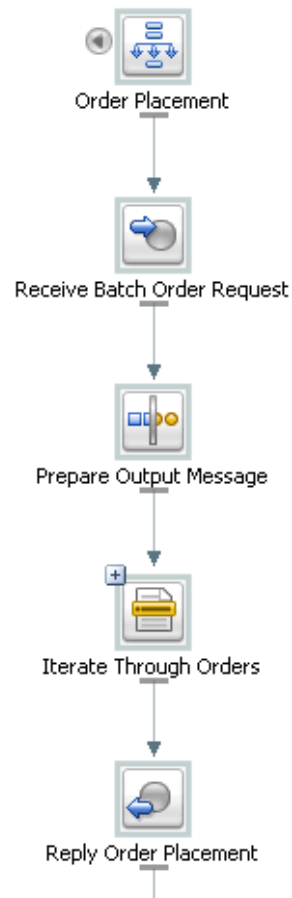 Order Placement
Receive Batch Order Request
Prepare Output Message
Iterate Through Orders
Reply Order Placement